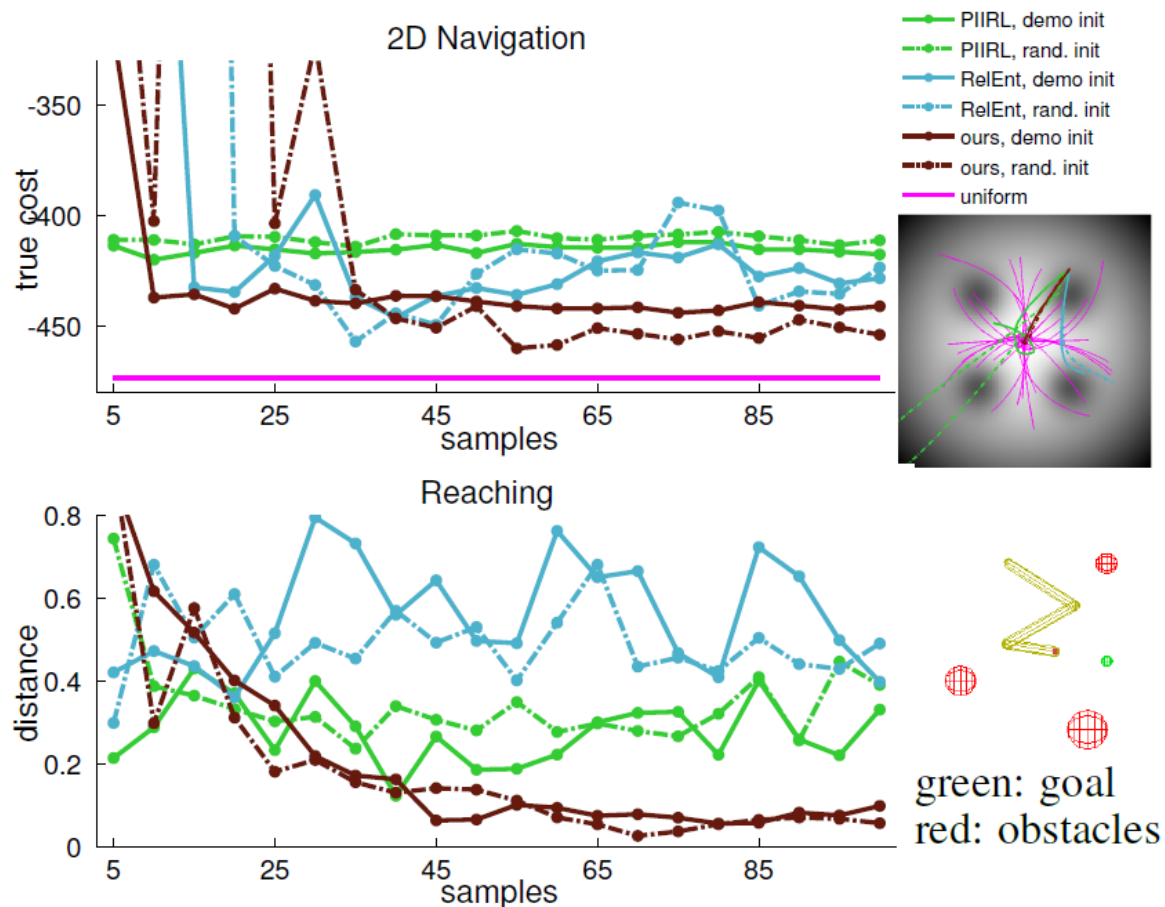 2D Navigation
-350
-400
-450
true cost
5
25
45
65
85
samples
PIIRL, demo init
PIIRL, rand. init
RelEnt, demo init
RelEnt, rand. init
ours, demo init
ours, rand. init
uniform
Reaching
0.8
0.6
0.4
0.2
0
distance
5
25
45
65
85
samples
green: goal
red: obstacles